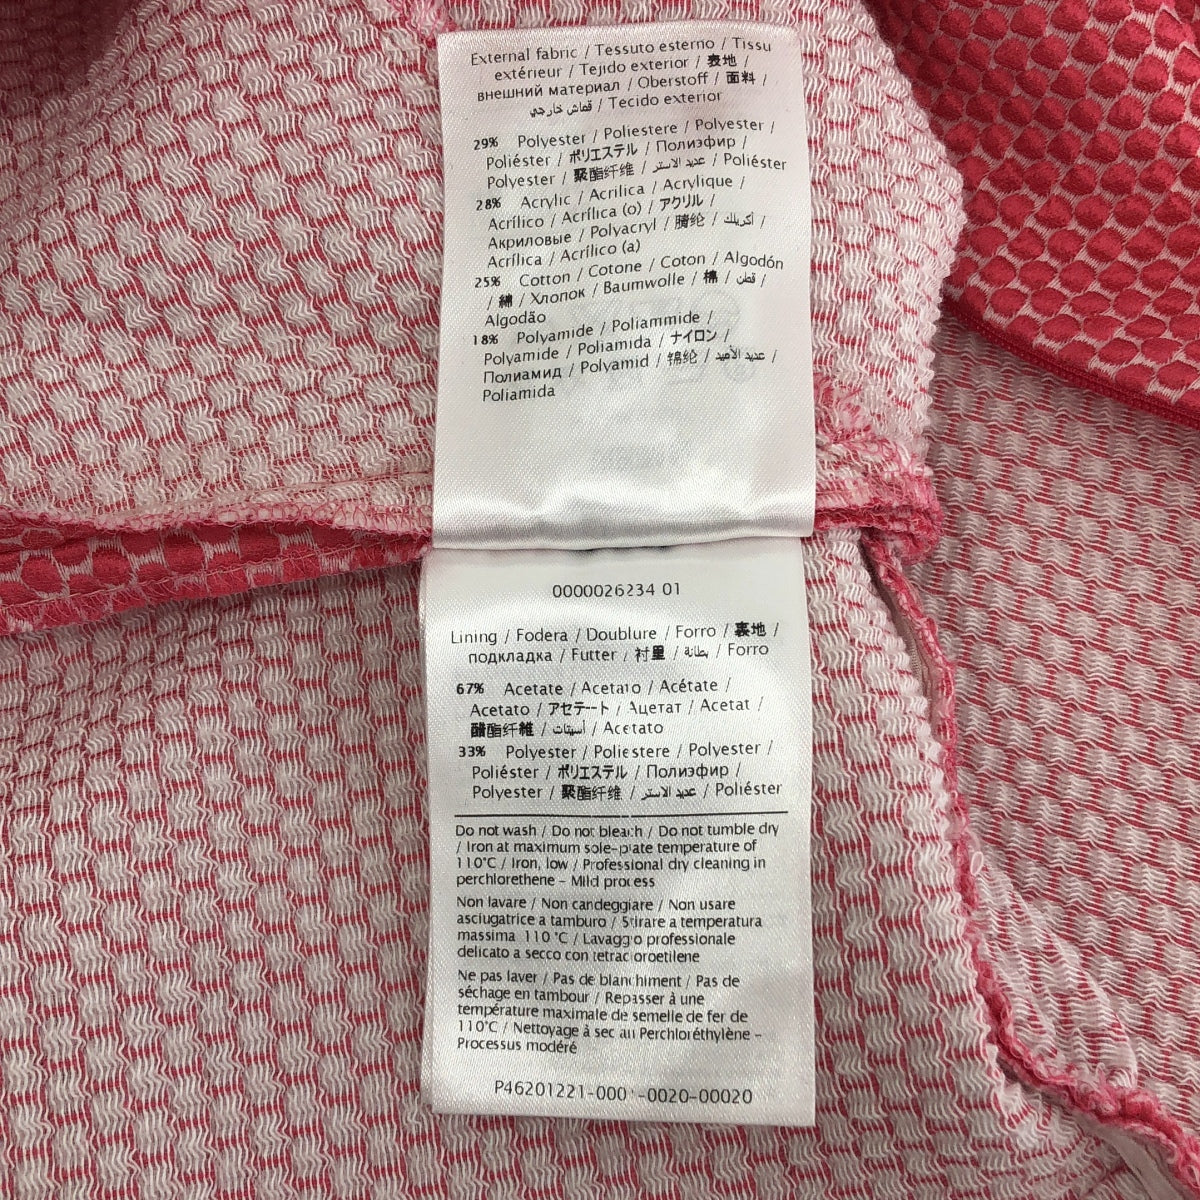 External fabric / Tessuto esterno / Tissu
extérieur / Tejido exterior / 表地 /
внешний материал / Oberstoff / 面料 /
قماش خارجي / Tecido exterior
29% Polyester / Poliestere / Polyester /
Poliéster / ポリエステル / Полиэфир /
Polyester / 聚酯纤维 / عديد الاستر / Poliéster
28% Acrylic / Acrilica / Acrylique /
Acrílico / Acrílica (o) / アクリル /
Акриловые / Polyacryl / 腈纶 / أكريلك /
Acrílica / Acrílico (a)
25% Cotton / Cotone / Coton / Algodón
/ 綿 / Хлопок / Baumwolle / 棉 / قطن /
Algodão
18% Polyamide / Poliammide /
Polyamide / Poliamida / ナイロン /
Полиамид / Polyamid / 锦纶 / عديد الأميد /
Poliamida
0000026234 01
Lining / Fodera / Doublure / Forro / 裏地 /
подкладка / Futter / 衬里 / بطانة / Forro
67% Acetate / Acetato / Acétate /
Acetato / アセテート / Ацетат / Acetat /
醋酯纤维 / أسيتات / Acetato
33% Polyester / Poliestere / Polyester /
Poliéster / ポリエステル / Полиэфир /
Polyester / 聚酯纤维 / عديد الاستر / Poliéster
Do not wash / Do not bleach / Do not tumble dry
/ Iron at maximum sole-plate temperature of
110°C / Iron, low / Professional dry cleaning in
perchlorethene - Mild process
Non lavare / Non candeggiare / Non usare
asciugatrice a tamburo / Stirare a temperatura
massima 110 °C / Lavaggio professionale
delicato a secco con tetracloroetilene
Ne pas laver / Pas de blanchiment / Pas de
séchage en tambour / Repasser à une
température maximale de semelle de fer de
110°C / Nettoyage à sec au Perchloréthylène -
Processus modéré
P46201221-000 -0020-00020